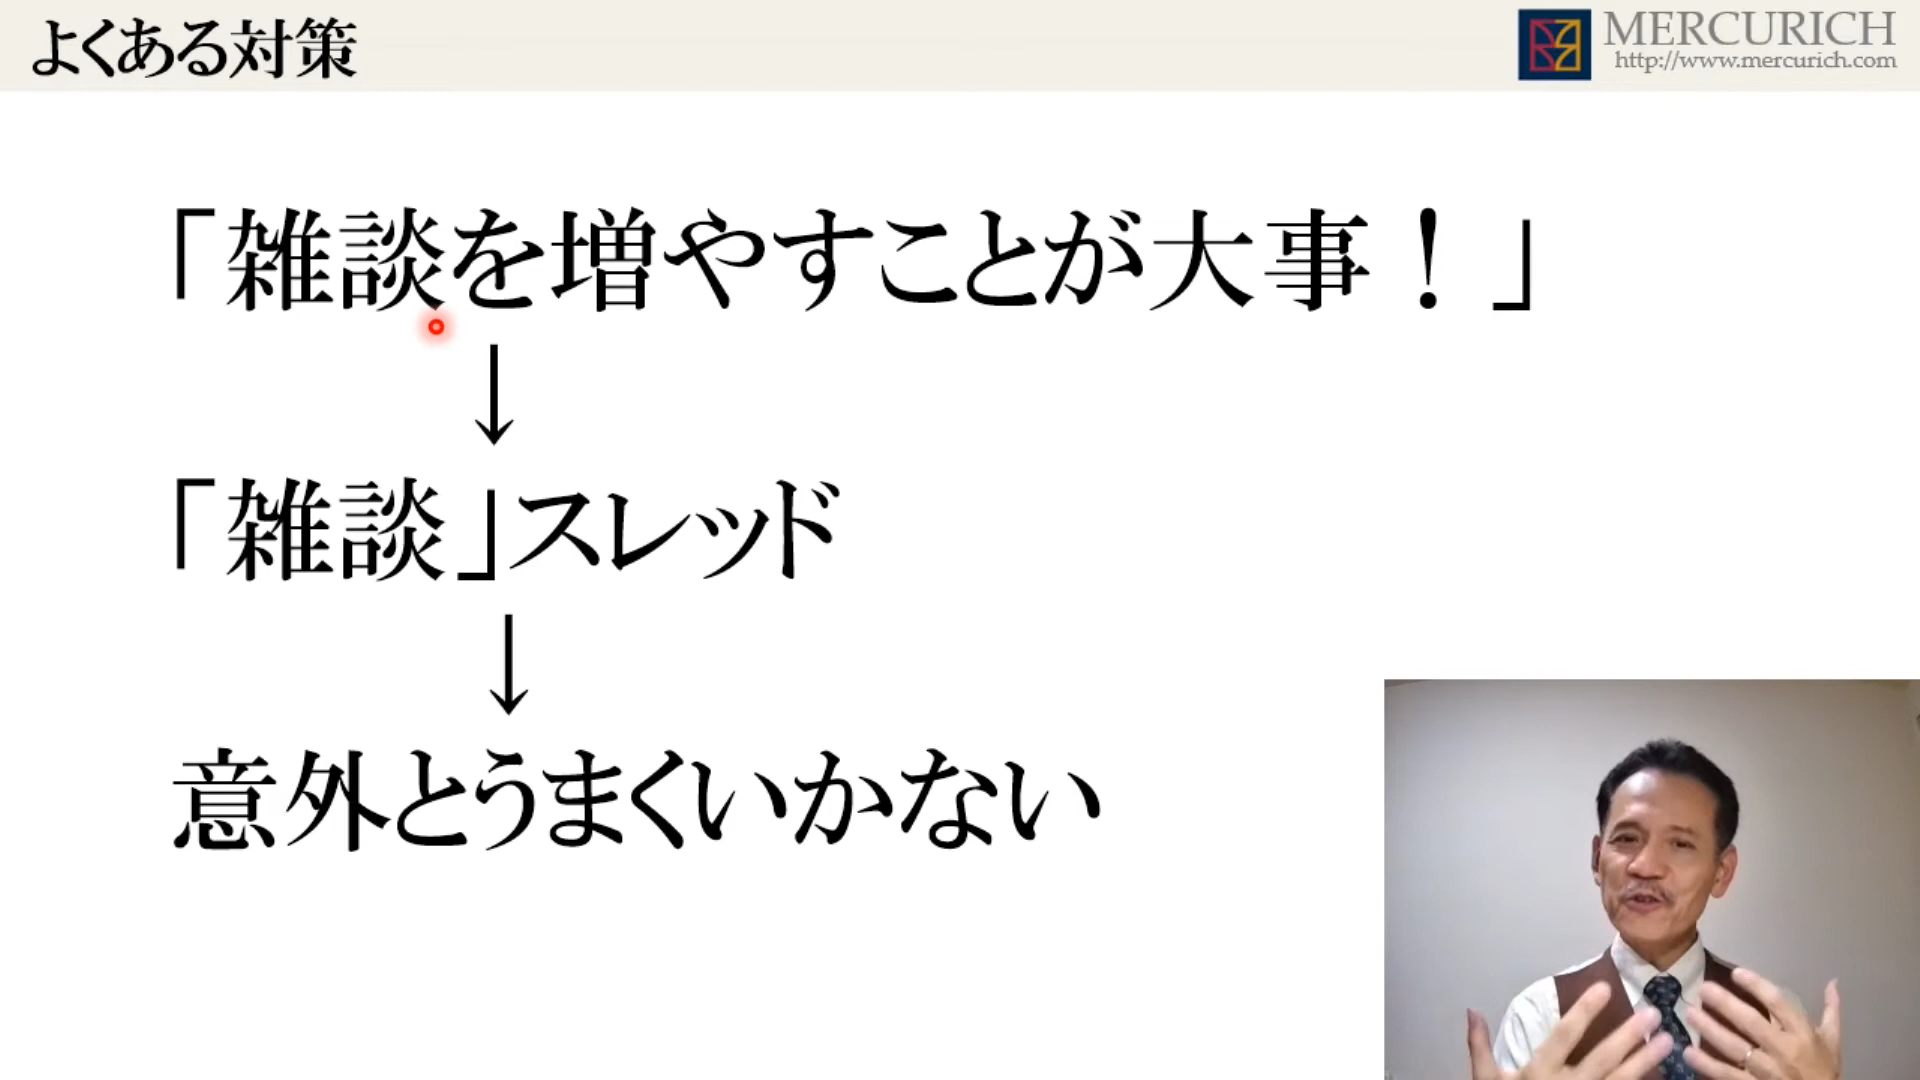 よくある対策
MERCURICH
http://www.mercurich.com
「雑談を増やすことが大事！」
↓
「雑談」スレッド
↓
意外とうまくいかない